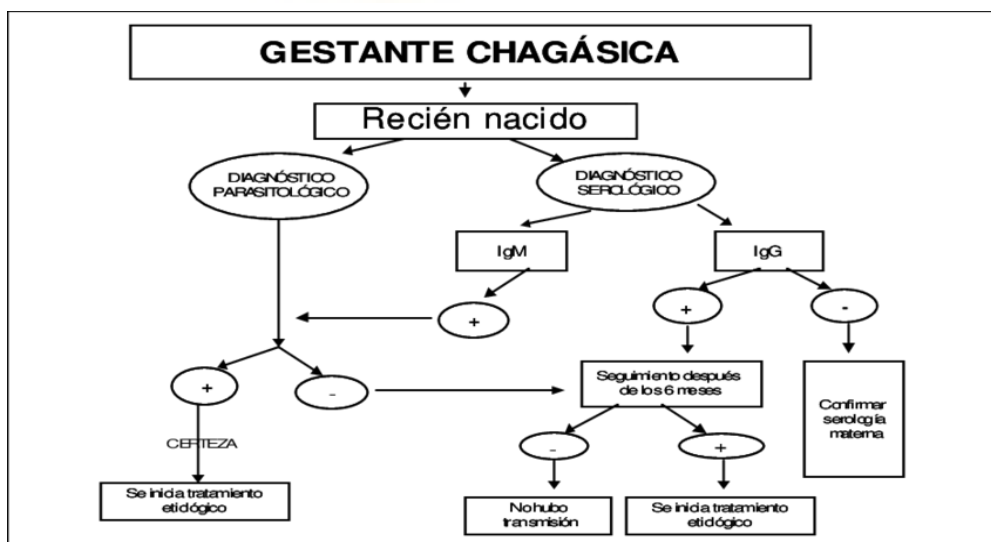 GESTANTE CHAGÁSICA
Recién nacido
DIAGNÓSTICO
PARASITOLÓGICO
DIAGNÓSTICO
SEROLÓGICO
IgM
IgG
+
+
-
+
-
Seguimiento después
de los 6 meses
Confirmar
serología
materna
CERTEZA
-
+
Se inicia tratamiento
etiológico
No hubo
transmisión
Se inicia tratamiento
etiológico